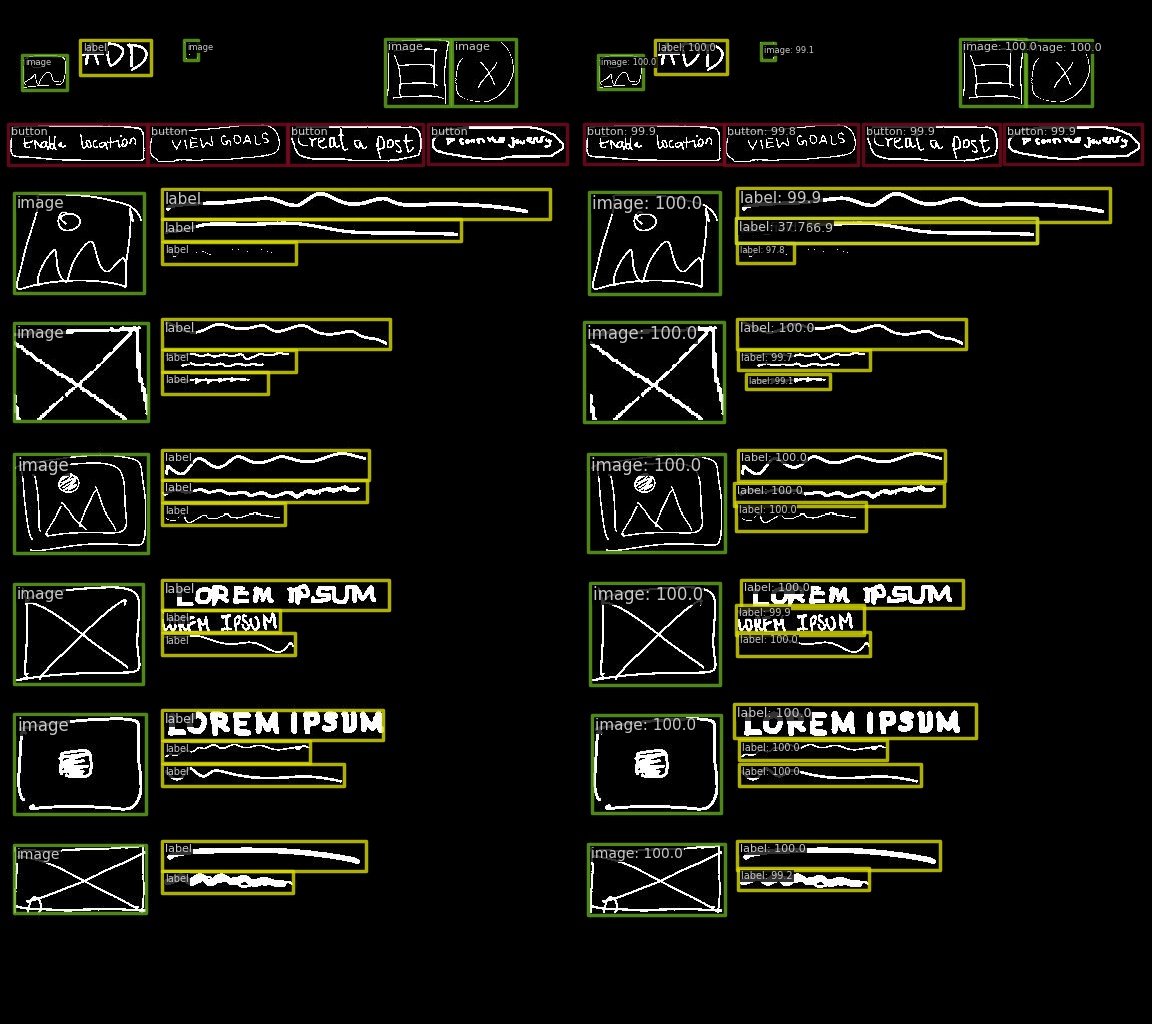 image
label
ADD
image
image
image
X
button
Enable location
button
VIEW GOALS
button
Creat a post
button
image
label
label
label
image
label
label
label
image
label
label
label
image
label
LOREM IPSUM
label
LOREM IPSUM
label
image
label
LOREM IPSUM
label
label
image
label
label
image: 100.0
label: 100.0
ADD
image: 99.1
image: 100.0
image: 100.0
X
button: 99.9
Enable location
button: 99.8
VIEW GOALS
button: 99.9
Creat a post
button: 99.9
image: 100.0
label: 99.9
label: 37.766.9
label: 97.8
image: 100.0
label: 100.0
label: 99.7
label: 99.1
image: 100.0
label: 100.0
label: 100.0
label: 100.0
image: 100.0
label: 100.0
LOREM IPSUM
label: 99.9
LOREM IPSUM
label: 100.0
image: 100.0
label: 100.0
LOREM IPSUM
label: 100.0
label: 100.0
image: 100.0
label: 100.0
label: 99.2